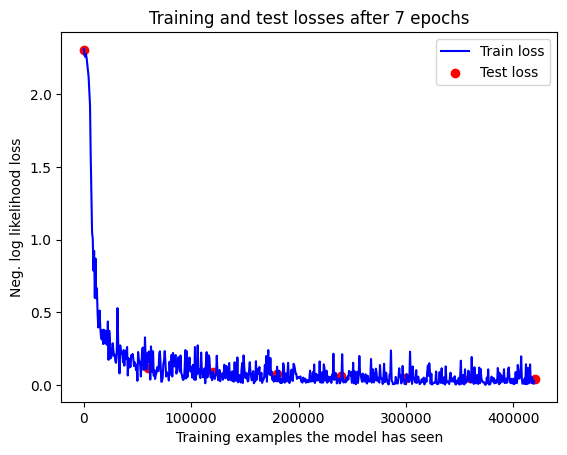 Training and test losses after 7 epochs
Train loss
Test loss
Neg. log likelihood loss
2.0
1.5
1.0
0.5
0.0
0
100000
200000
300000
400000
Training examples the model has seen